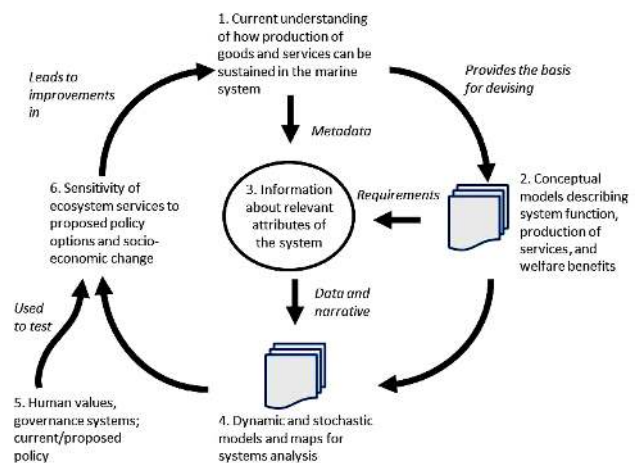 1. Current understanding
of how production of
goods and services can be
sustained in the marine
system
Leads to
improvements
in
Provides the basis
for devising
Metadata
6. Sensitivity of
ecosystem services to
proposed policy
options and socio-
economic change
3. Information
about relevant
attributes of
the system
Requirements
2. Conceptual
models describing
system function,
production of
services, and
welfare benefits
Data and
narrative
Used
to test
5. Human values,
governance systems;
current/proposed
policy
4. Dynamic and stochastic
models and maps for
systems analysis